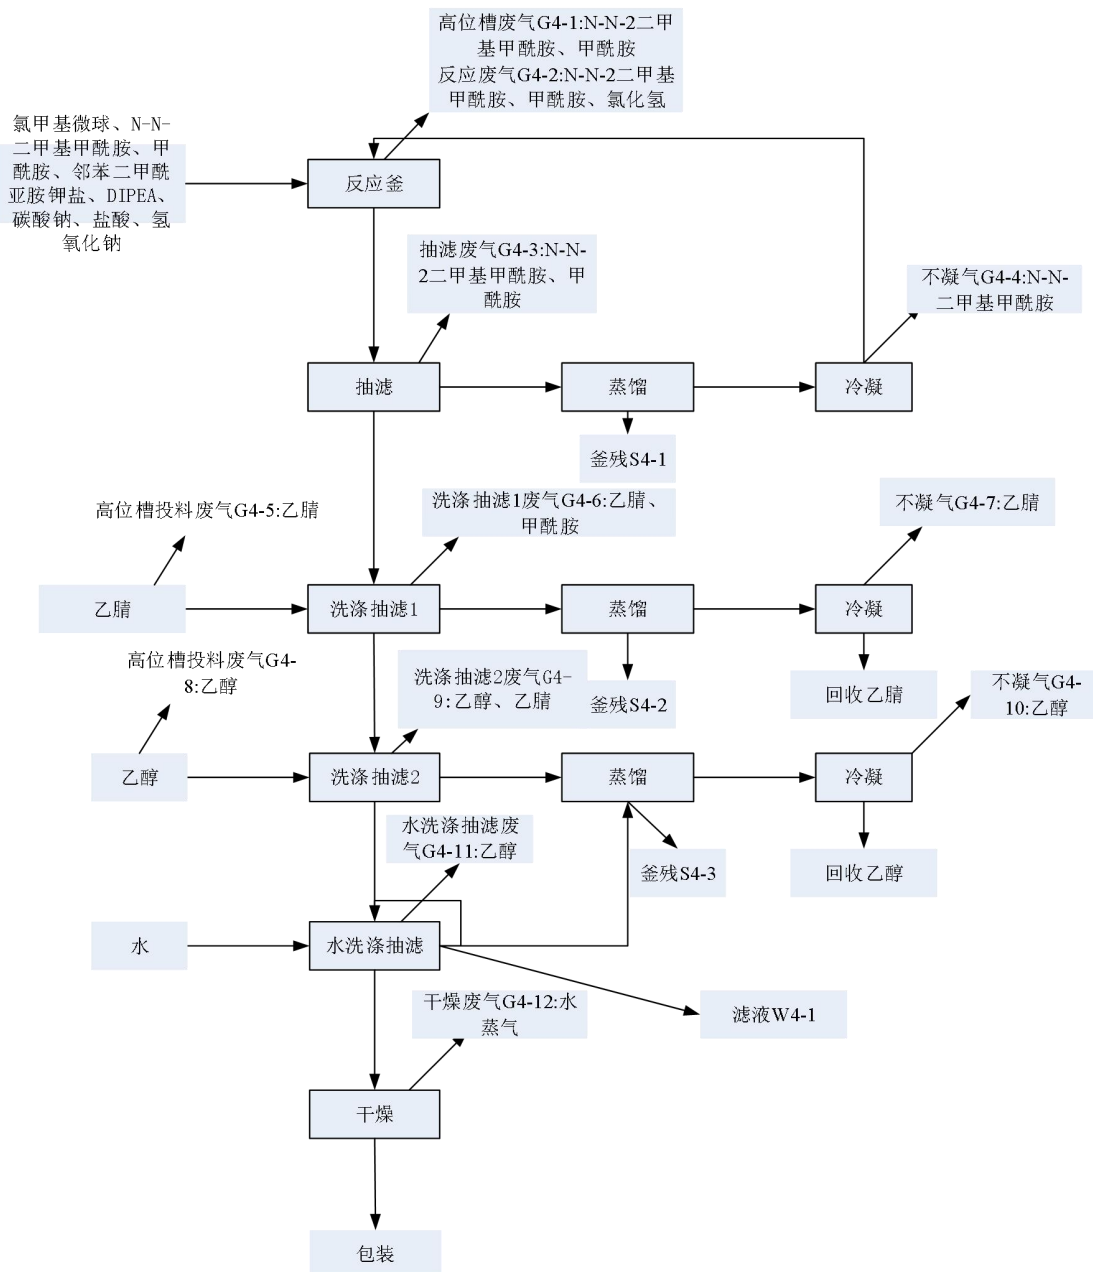 高位槽废气G4-1:N-N-2二甲
基甲酰胺、甲酰胺
反应废气G4-2:N-N-2二甲基
甲酰胺、甲酰胺、氯化氢
氯甲基微球、N-N-
二甲基甲酰胺、甲
酰胺、邻苯二甲酰
亚胺钾盐、DIPEA、
碳酸钠、盐酸、氢
氧化钠
反应釜
抽滤废气G4-3:N-N-
2二甲基甲酰胺、甲
酰胺
不凝气G4-4:N-N-
二甲基甲酰胺
抽滤
蒸馏
冷凝
釜残S4-1
高位槽投料废气G4-5:乙腈
洗涤抽滤1废气G4-6:乙腈、
甲酰胺
不凝气G4-7:乙腈
乙腈
洗涤抽滤1
蒸馏
冷凝
高位槽投料废气G4-
8:乙醇
洗涤抽滤2废气G4-
9:乙醇、乙腈
釜残S4-2
回收乙腈
不凝气G4-
10:乙醇
乙醇
洗涤抽滤2
蒸馏
冷凝
水洗涤抽滤废
气G4-11:乙醇
釜残S4-3
回收乙醇
水
水洗涤抽滤
干燥废气G4-12:水
蒸气
滤液W4-1
干燥
包装